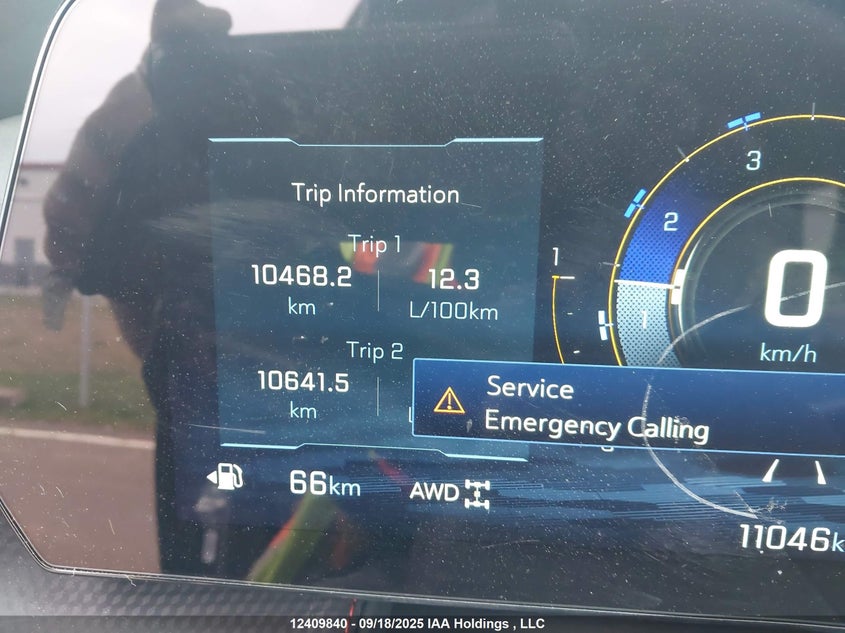 Trip Information
Trip 1
10468.2 12.3
km L/100km
Trip 2
10641.5
km
Service
Emergency Calling
66km
AWD
1
1
2
3
0
km/h
11046k
12409840 - 09/18/2025 IAA Holdings , LLC